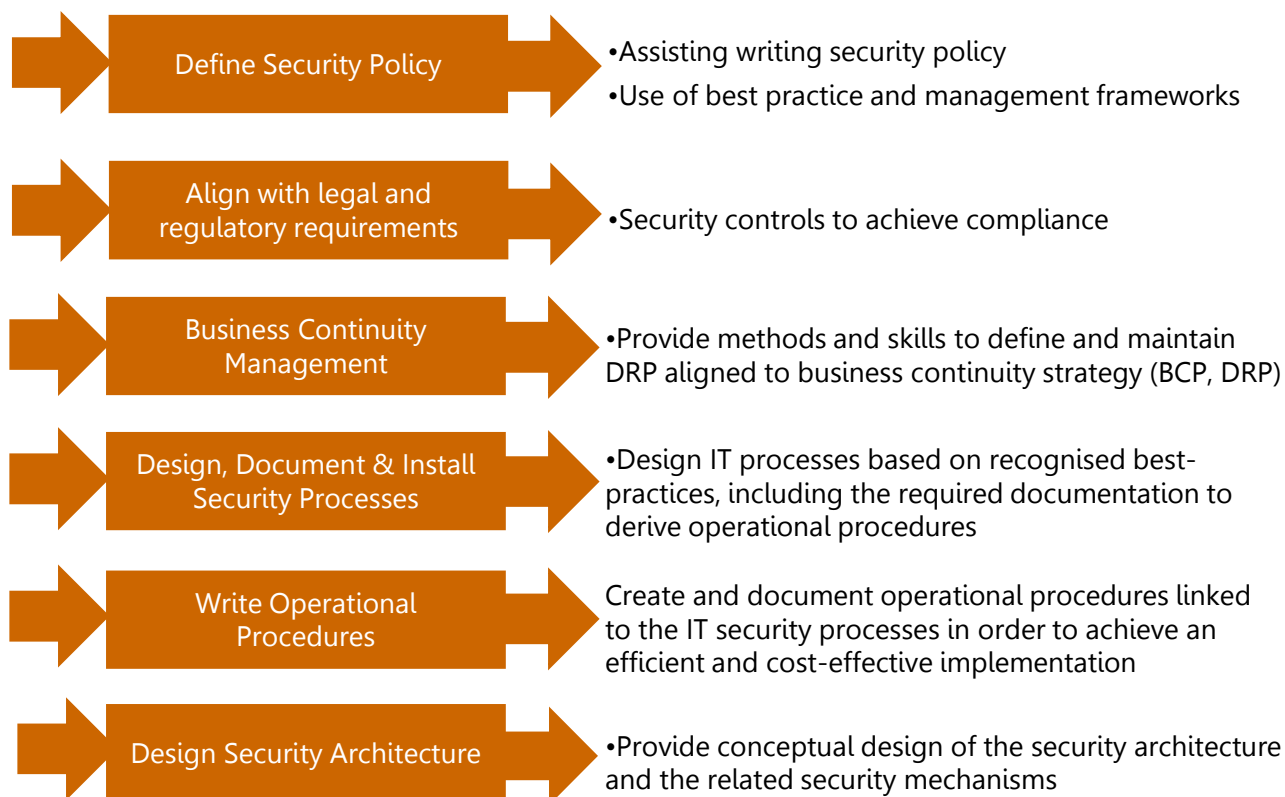 Define Security Policy
•Assisting writing security policy
•Use of best practice and management frameworks
Align with legal and
regulatory requirements
•Security controls to achieve compliance
Business Continuity
Management
•Provide methods and skills to define and maintain
DRP aligned to business continuity strategy (BCP, DRP)
Design, Document & Install
Security Processes
•Design IT processes based on recognised best-
practices, including the required documentation to
derive operational procedures
Write Operational
Procedures
Create and document operational procedures linked
to the IT security processes in order to achieve an
efficient and cost-effective implementation
Design Security Architecture
•Provide conceptual design of the security architecture
and the related security mechanisms